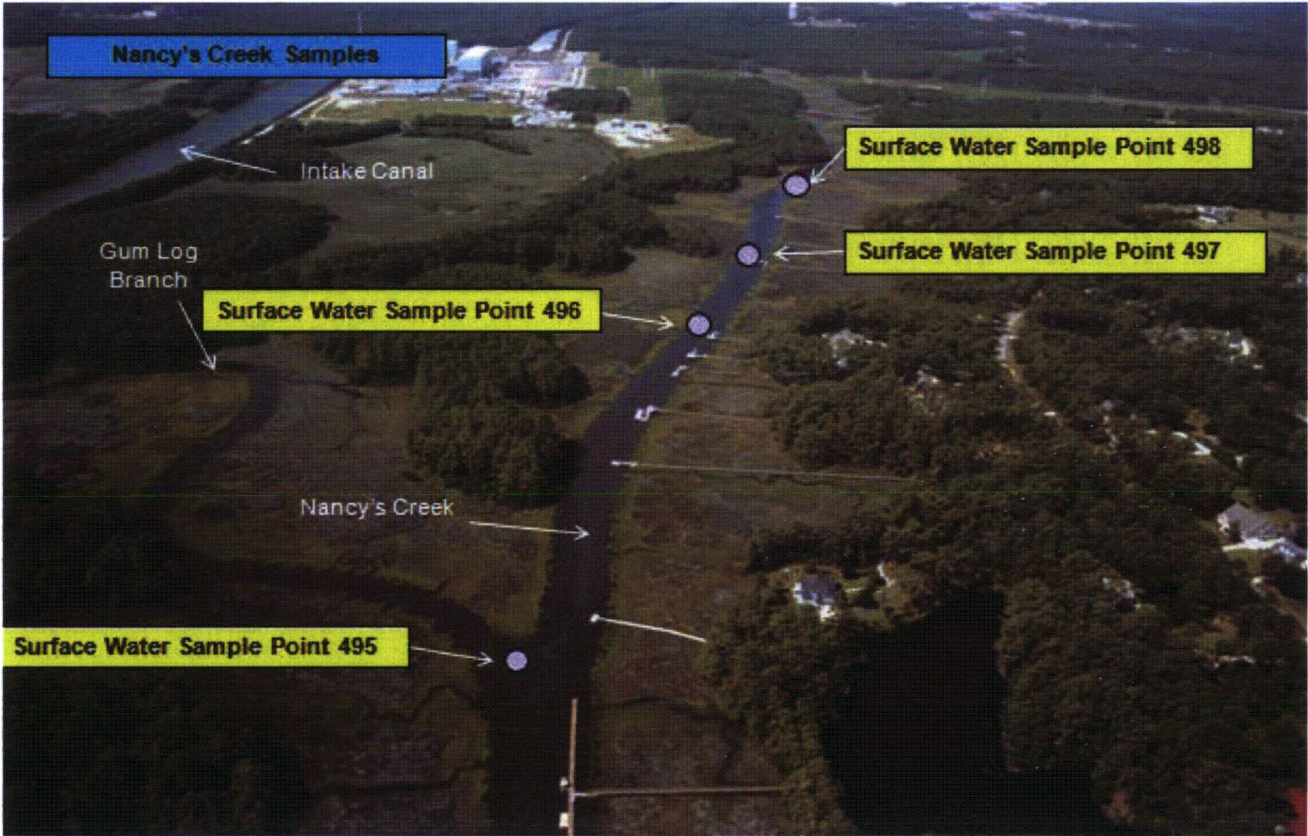 Nancy's Creek Samples
Surface Water Sample Point 498
Intake Canal
Gum Log
Branch
Surface Water Sample Point 497
Surface Water Sample Point 496
Nancy's Creek
Surface Water Sample Point 495